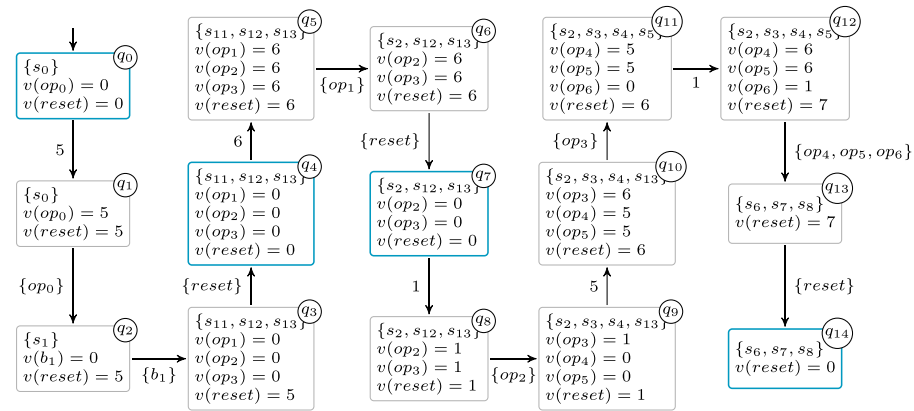 q0
{s0}
v(op0) = 0
v(reset) = 0
5
q1
{s0}
v(op0) = 5
v(reset) = 5
{op0}
q2
{s1}
v(b1) = 0
v(reset) = 5
{b1}
q3
{s11, s12, s13}
v(op1) = 0
v(op2) = 0
v(op3) = 0
v(reset) = 5
{reset}
q4
{s11, s12, s13}
v(op1) = 0
v(op2) = 0
v(op3) = 0
v(reset) = 0
6
q5
{s11, s12, s13}
v(op1) = 6
v(op2) = 6
v(op3) = 6
v(reset) = 6
{op1}
q6
{s2, s12, s13}
v(op2) = 6
v(op3) = 6
v(reset) = 6
{reset}
q7
{s2, s12, s13}
v(op2) = 0
v(op3) = 0
v(reset) = 0
1
q8
{s2, s12, s13}
v(op2) = 1
v(op3) = 1
v(reset) = 1
{op2}
q9
{s2, s3, s4, s13}
v(op3) = 1
v(op4) = 0
v(op5) = 0
v(reset) = 1
5
q10
{s2, s3, s4, s13}
v(op3) = 6
v(op4) = 5
v(op5) = 5
v(reset) = 6
{op3}
q11
{s2, s3, s4, s5}
v(op4) = 5
v(op5) = 5
v(op6) = 0
v(reset) = 6
1
q12
{s2, s3, s4, s5}
v(op4) = 6
v(op5) = 6
v(op6) = 1
v(reset) = 7
{op4, op5, op6}
q13
{s6, s7, s8}
v(reset) = 7
{reset}
q14
{s6, s7, s8}
v(reset) = 0